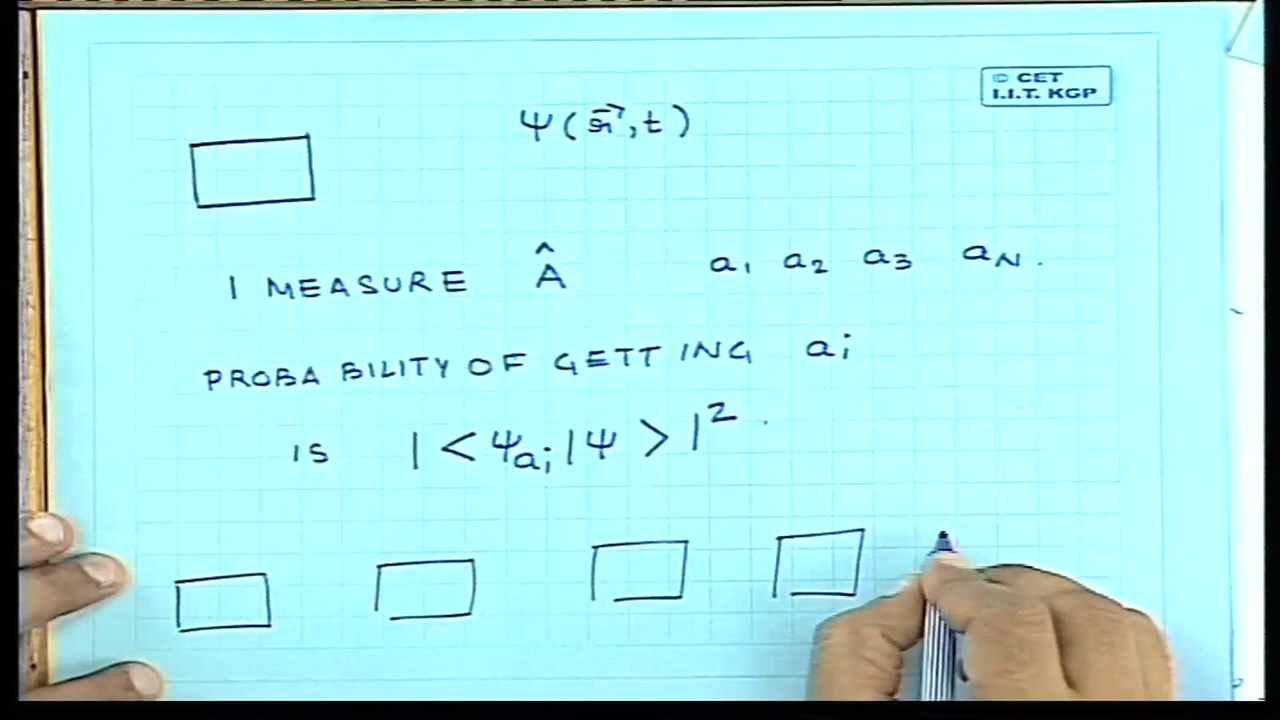 © CET
I.I.T. KGP
ψ(r⃗,t)
I MEASURE Â a₁ a₂ a₃ a_N.
PROBABILITY OF GETTING aᵢ
IS |<ψ_aᵢ|ψ>|².